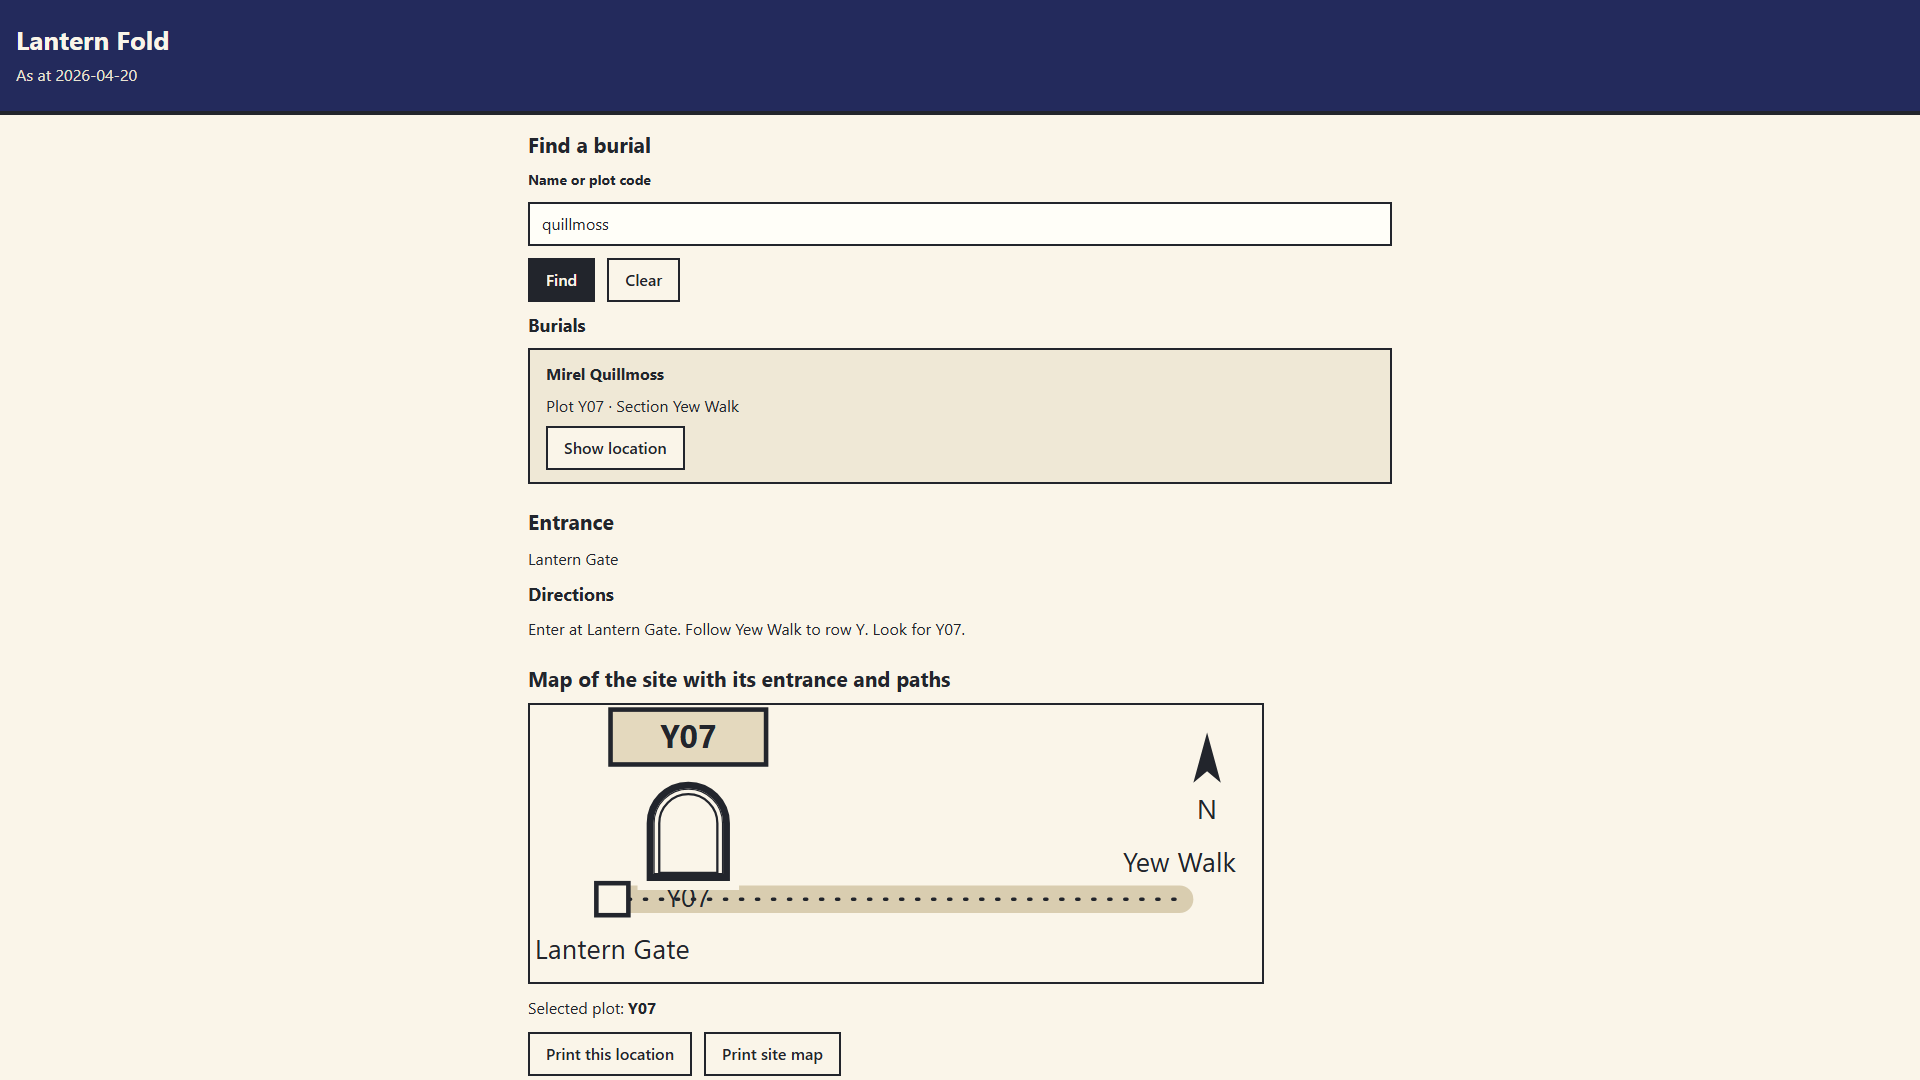 Lantern Fold
As at 2026-04-20
Find a burial
Name or plot code
quillmoss
Find
Clear
Burials
Mirel Quillmoss
Plot Y07 · Section Yew Walk
Show location
Entrance
Lantern Gate
Directions
Enter at Lantern Gate. Follow Yew Walk to row Y. Look for Y07.
Map of the site with its entrance and paths
Y07
N
Yew Walk
Y07
Lantern Gate
Selected plot: Y07
Print this location
Print site map